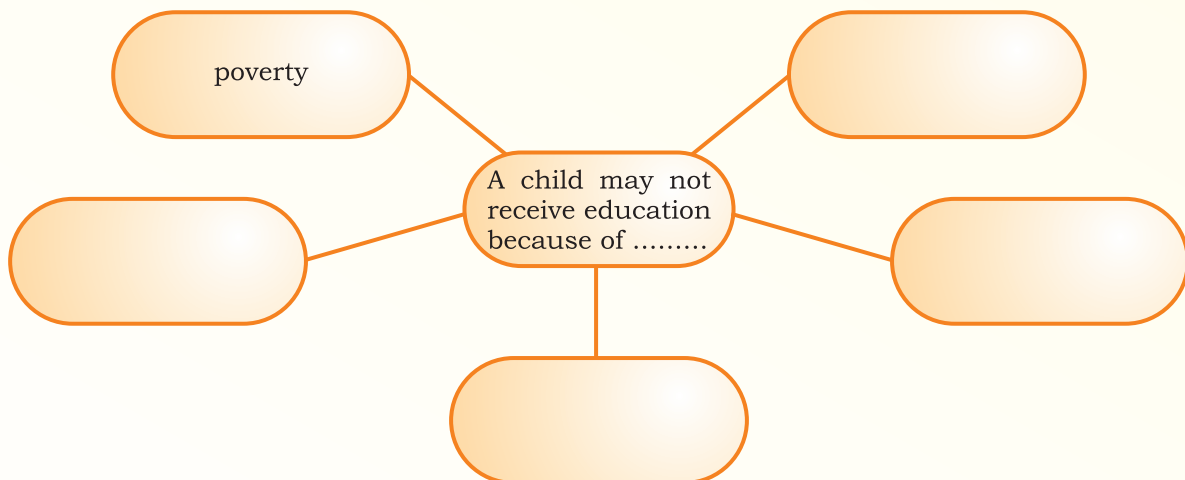 poverty
A child may not
receive education
because of .........